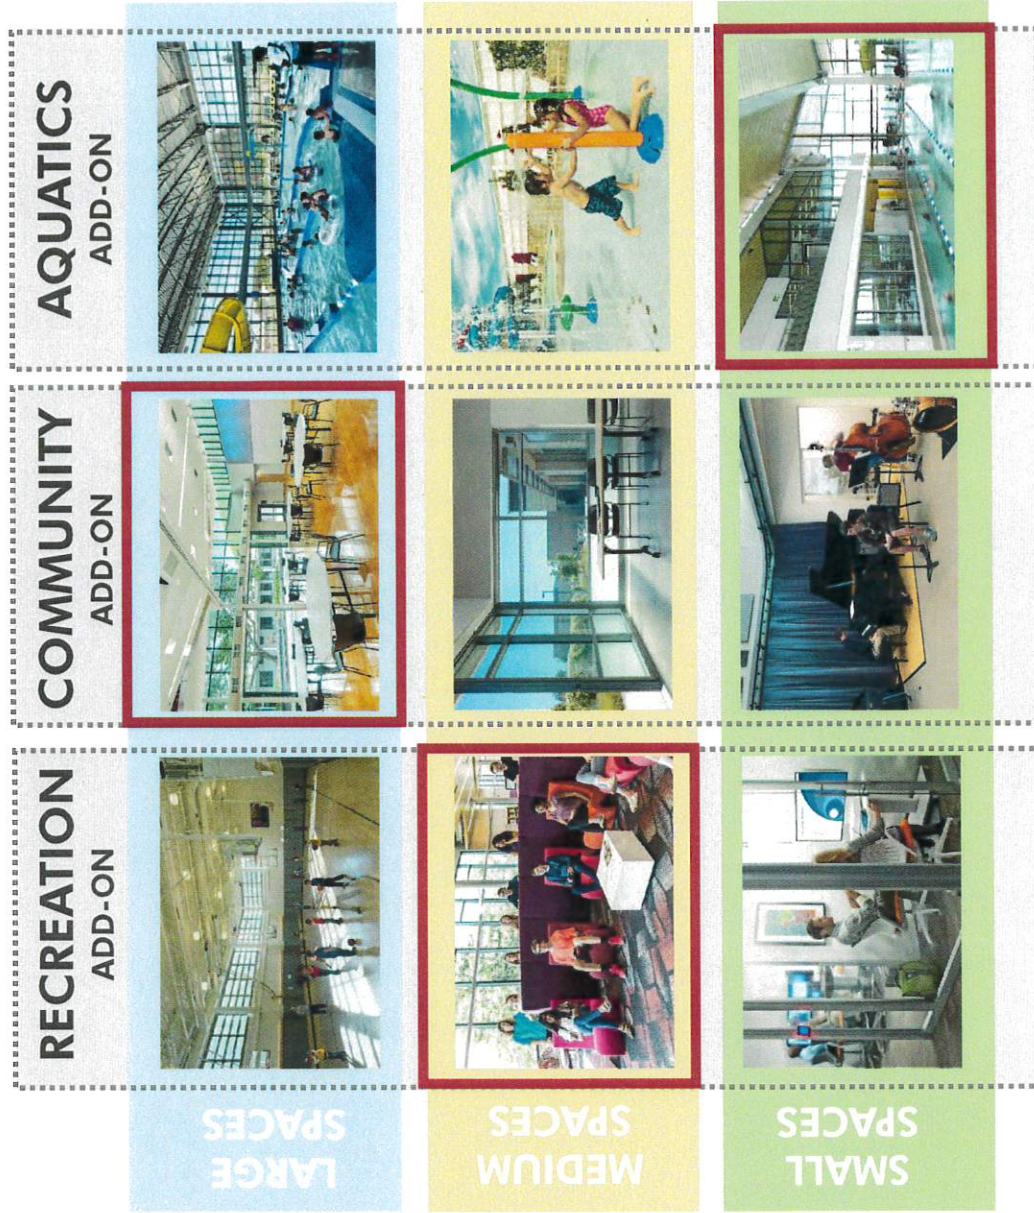 RECREATION
ADD-ON
COMMUNITY
ADD-ON
AQUATICS
ADD-ON
LARGE
SPACES
MEDIUM
SPACES
SMALL
SPACES